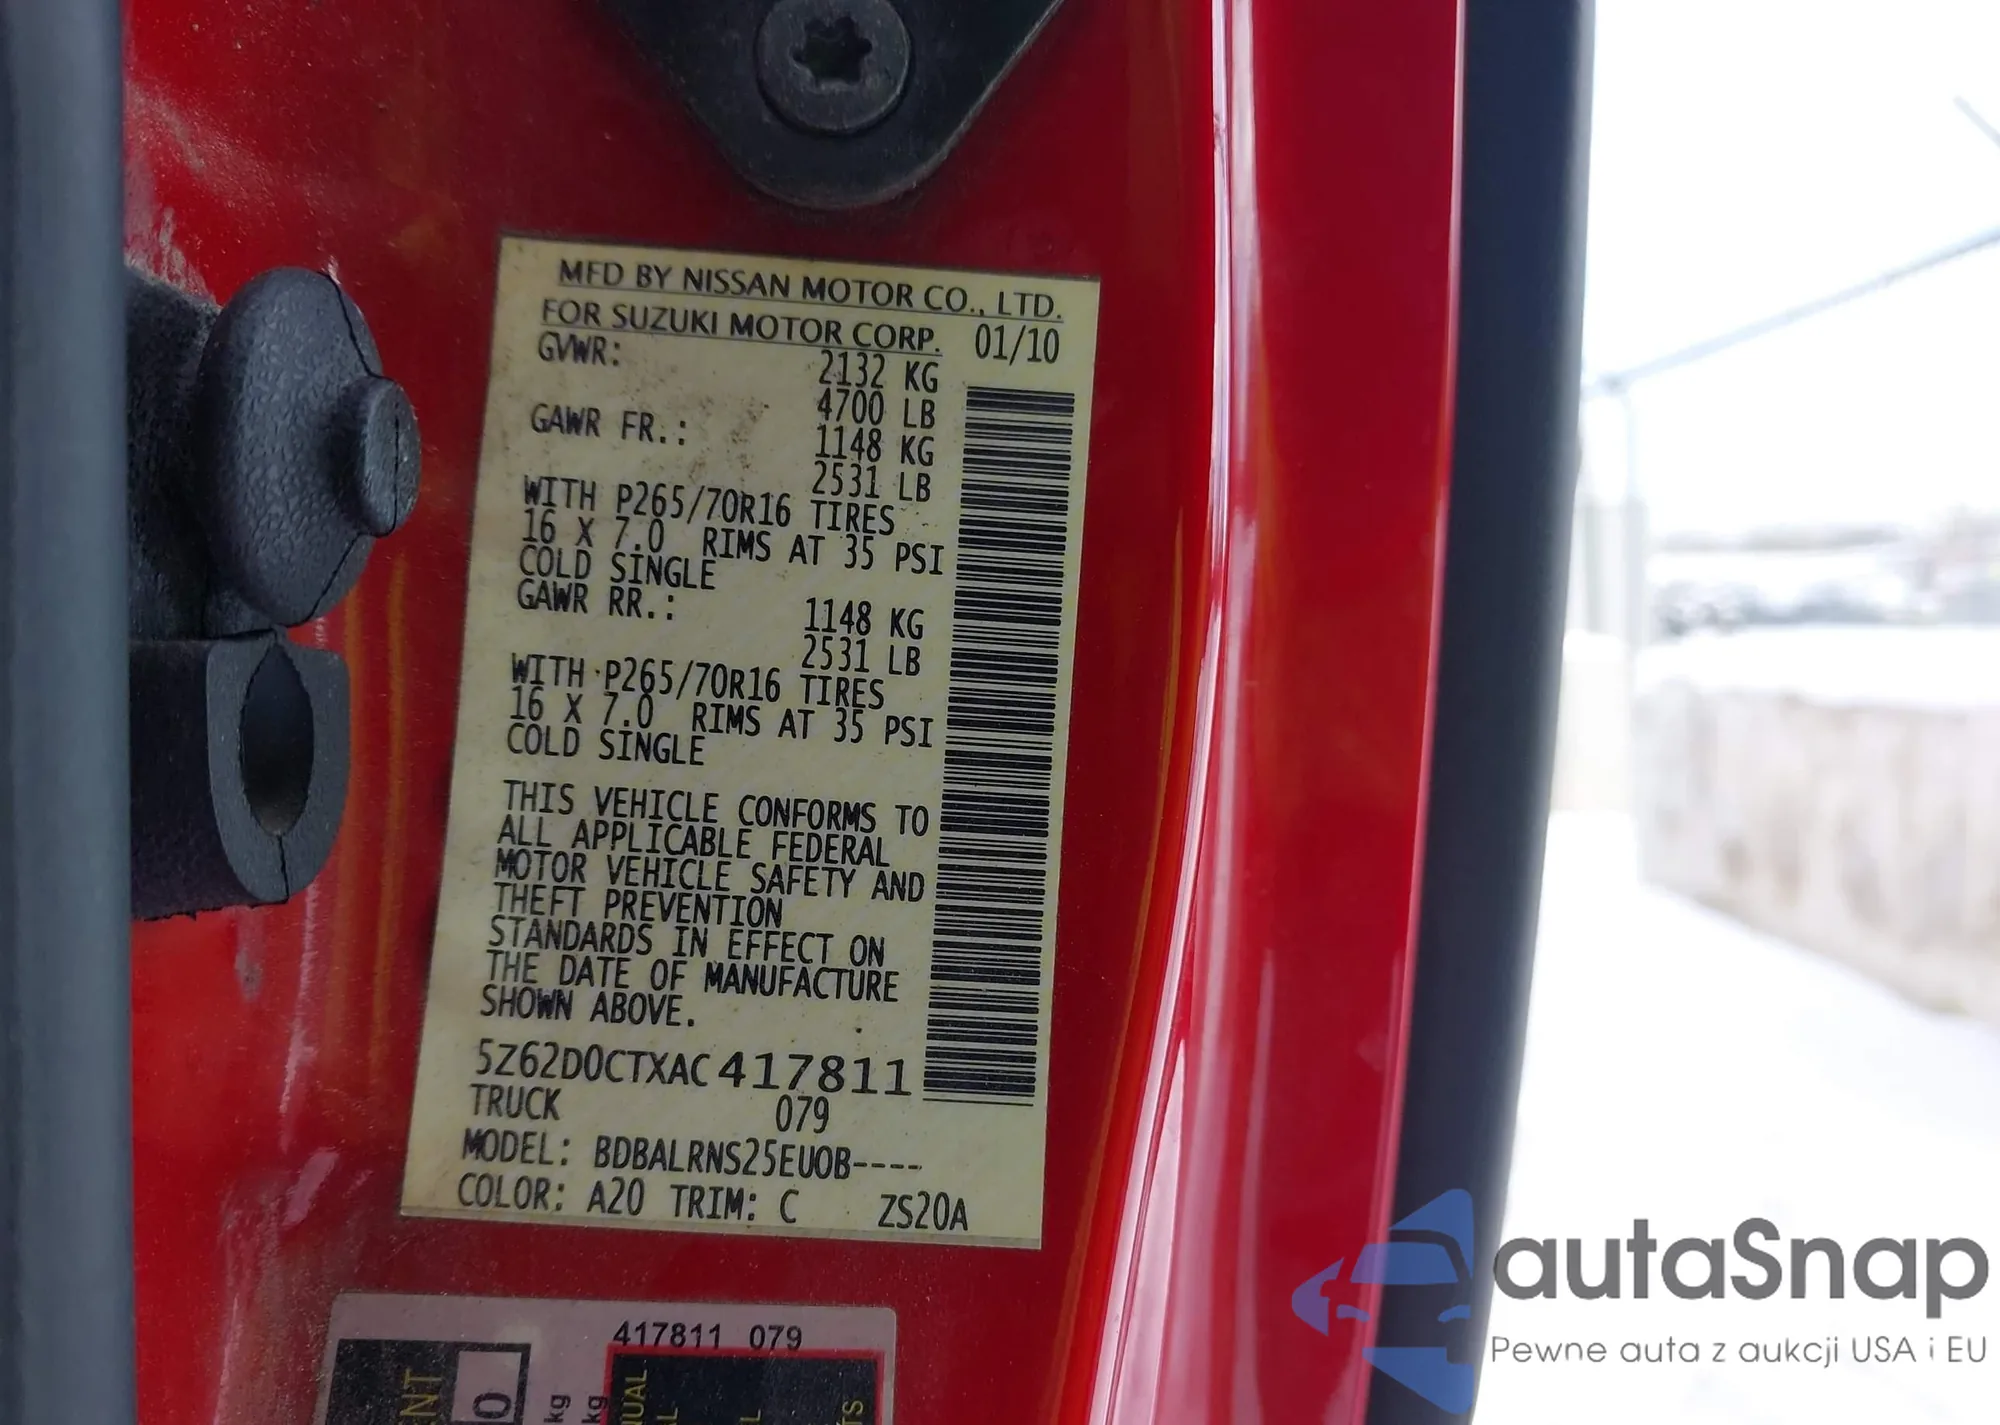 MFD BY NISSAN MOTOR CO., LTD.
FOR SUZUKI MOTOR CORP. 01/10
GVWR: 2132 KG
4700 LB
GAWR FR.: 1148 KG
2531 LB
WITH P265/70R16 TIRES
16 X 7.0 RIMS AT 35 PSI
COLD SINGLE
GAWR RR.: 1148 KG
2531 LB
WITH P265/70R16 TIRES
16 X 7.0 RIMS AT 35 PSI
COLD SINGLE
THIS VEHICLE CONFORMS TO
ALL APPLICABLE FEDERAL
MOTOR VEHICLE SAFETY AND
THEFT PREVENTION
STANDARDS IN EFFECT ON
THE DATE OF MANUFACTURE
SHOWN ABOVE.
5Z62D0CTXAC417811
TRUCK 079
MODEL: BDBALRNS25EU0B----
COLOR: A20 TRIM: C ZS20A
417811 079
kg
kg
autaSnap
Pewne auta z aukcji USA i EU